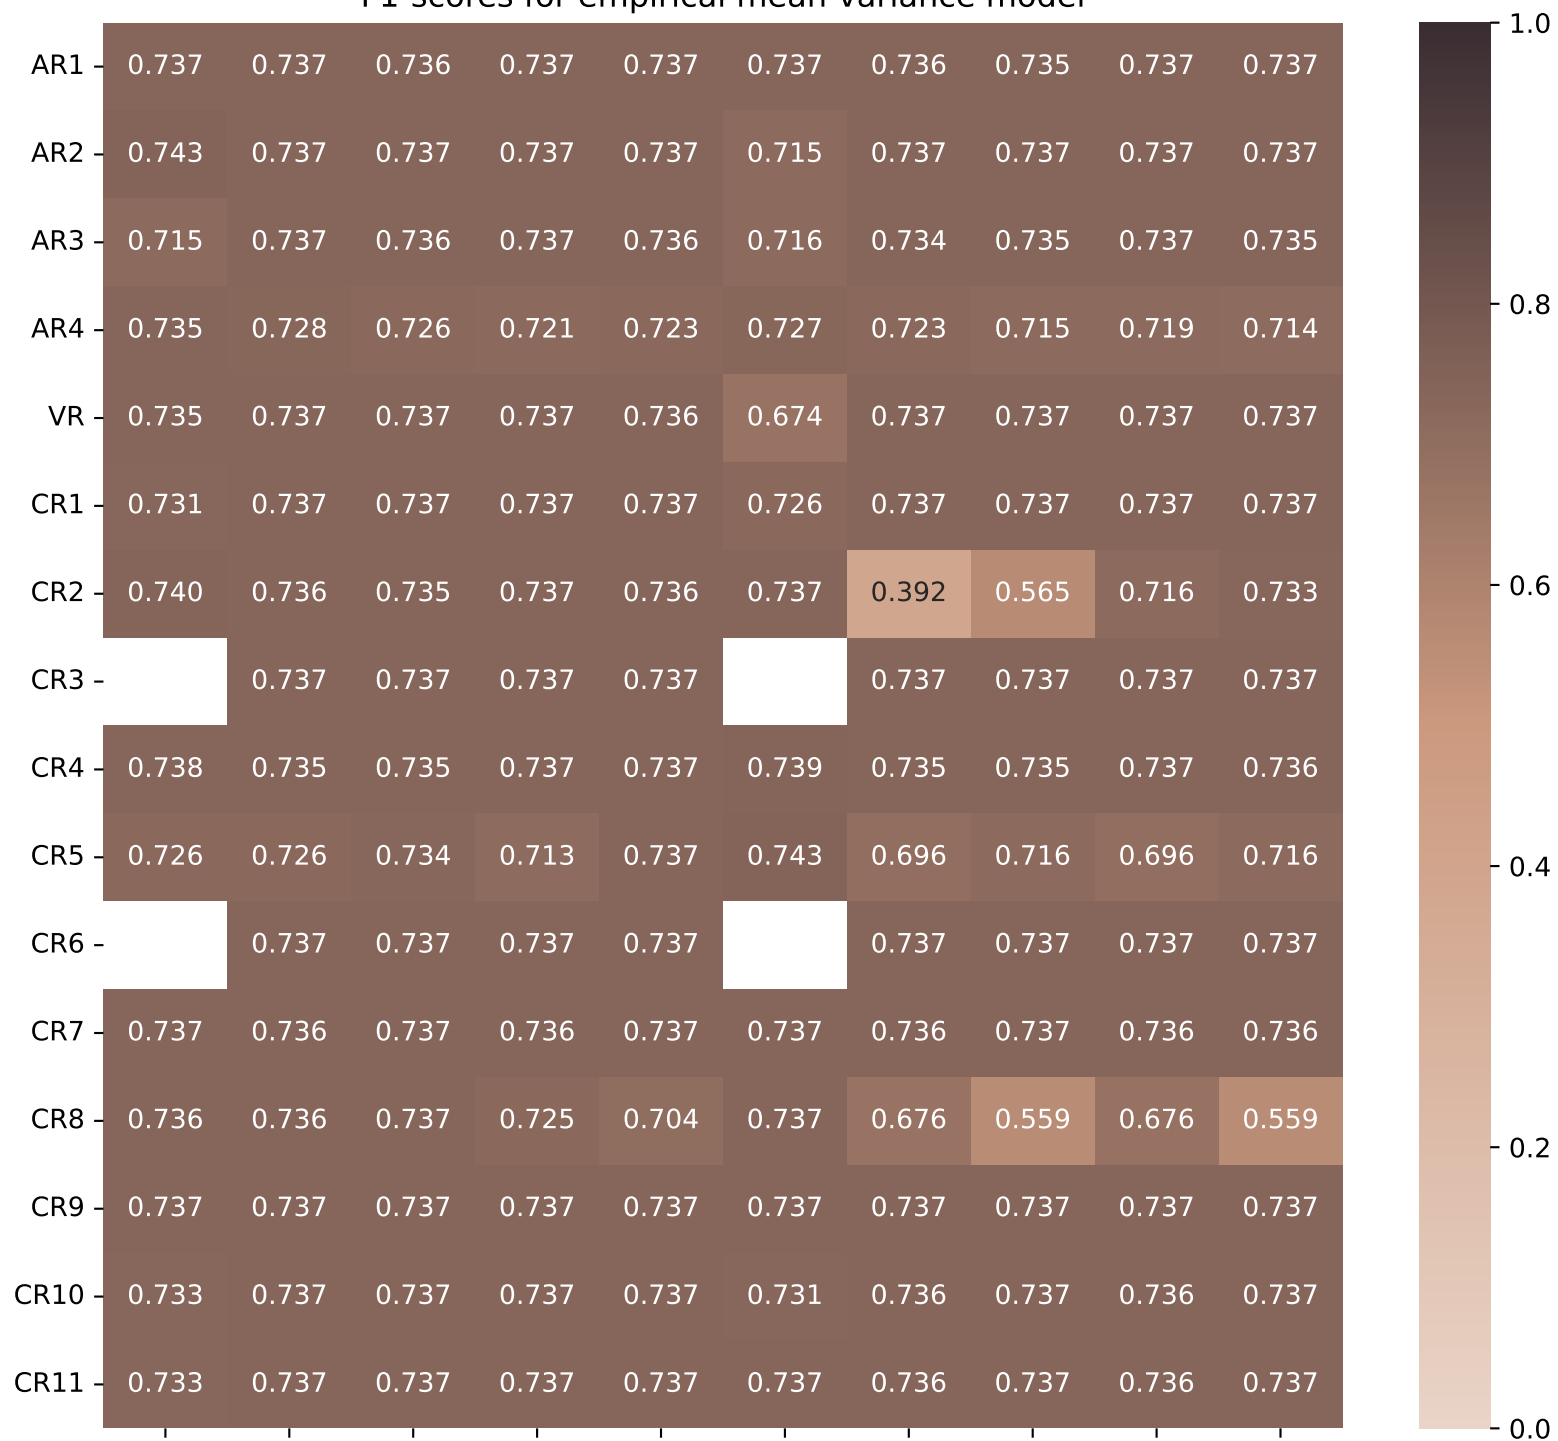 F1 scores for empirical mean variance model
AR1 0.737 0.737 0.736 0.737 0.737 0.737 0.736 0.735 0.737 0.737
AR2 0.743 0.737 0.737 0.737 0.737 0.715 0.737 0.737 0.737 0.737
AR3 0.715 0.737 0.736 0.737 0.736 0.716 0.734 0.735 0.737 0.735
AR4 0.735 0.728 0.726 0.721 0.723 0.727 0.723 0.715 0.719 0.714
VR 0.735 0.737 0.737 0.737 0.736 0.674 0.737 0.737 0.737 0.737
CR1 0.731 0.737 0.737 0.737 0.737 0.726 0.737 0.737 0.737 0.737
CR2 0.740 0.736 0.735 0.737 0.736 0.737 0.392 0.565 0.716 0.733
CR3 0.737 0.737 0.737 0.737 0.737 0.737 0.737 0.737
CR4 0.738 0.735 0.735 0.737 0.737 0.739 0.735 0.735 0.737 0.736
CR5 0.726 0.726 0.734 0.713 0.737 0.743 0.696 0.716 0.696 0.716
CR6 0.737 0.737 0.737 0.737 0.737 0.737 0.737 0.737
CR7 0.737 0.736 0.737 0.736 0.737 0.737 0.736 0.737 0.736 0.736
CR8 0.736 0.736 0.737 0.725 0.704 0.737 0.676 0.559 0.676 0.559
CR9 0.737 0.737 0.737 0.737 0.737 0.737 0.737 0.737 0.737 0.737
CR10 0.733 0.737 0.737 0.737 0.737 0.731 0.736 0.737 0.736 0.737
CR11 0.733 0.737 0.737 0.737 0.737 0.737 0.736 0.737 0.736 0.737
1.0
0.8
0.6
0.4
0.2
0.0